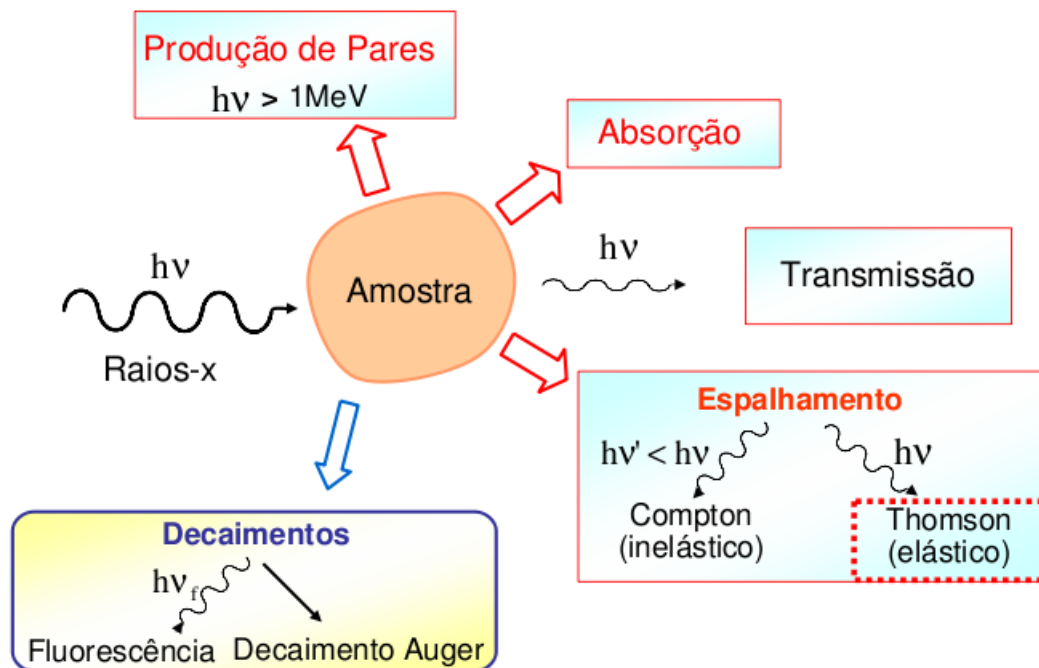 Produção de Pares
hν > 1MeV
Absorção
hν
Raios-x
Amostra
hν
Transmissão
Espalhamento
hν' < hν
hν
Compton
(inelástico)
Thomson
(elástico)
Decaimentos
hνf
Fluorescência
Decaimento Auger